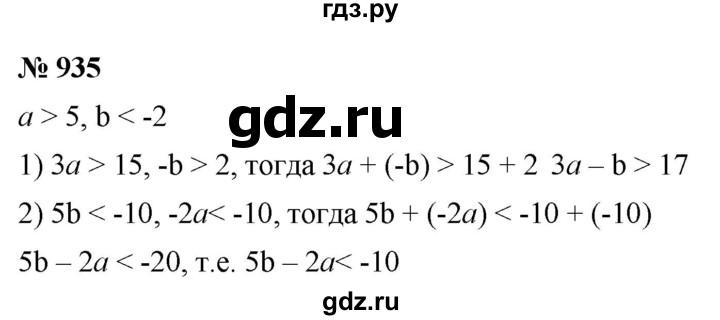 гдз.ру
№ 935
a > 5, b < -2
gdz.ru
1) 3a > 15, -b > 2, тогда 3a + (-b) > 15 + 2 3a – b > 17
2) 5b < -10, -2a< -10, тогда 5b + (-2a) < -10 + (-10)
5b – 2a < -20, т.е. 5b – 2a< -10
gdz.ru